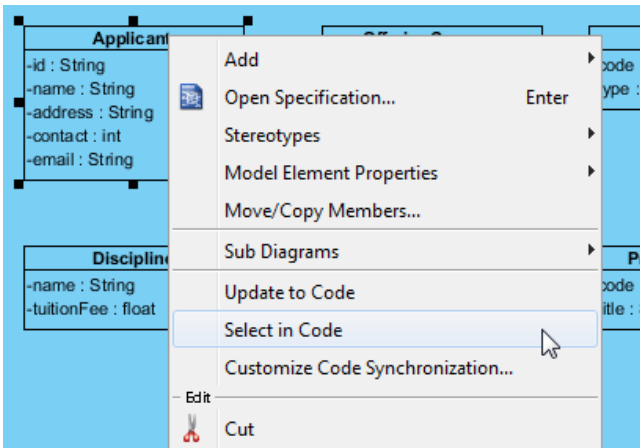 Applicant
-id : String
-name : String
-address : String
-contact : int
-email : String
code
ype :
Discipline
-name : String
-tuitionFee : float
P
code
itle :
Add
Open Specification... Enter
Stereotypes
Model Element Properties
Move/Copy Members...
Sub Diagrams
Update to Code
Select in Code
Customize Code Synchronization...
Edit
Cut